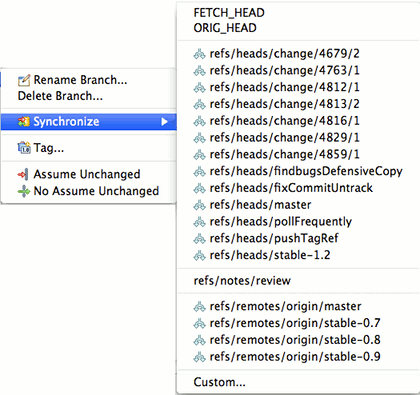 Rename Branch...
Delete Branch...
Synchronize
Tag...
Assume Unchanged
No Assume Unchanged
FETCH_HEAD
ORIG_HEAD
refs/heads/change/4679/2
refs/heads/change/4763/1
refs/heads/change/4812/1
refs/heads/change/4813/2
refs/heads/change/4816/1
refs/heads/change/4829/1
refs/heads/change/4859/1
refs/heads/findbugsDefensiveCopy
refs/heads/fixCommitUntrack
refs/heads/master
refs/heads/pollFrequently
refs/heads/pushTagRef
refs/heads/stable-1.2
refs/notes/review
refs/remotes/origin/master
refs/remotes/origin/stable-0.7
refs/remotes/origin/stable-0.8
refs/remotes/origin/stable-0.9
Custom...